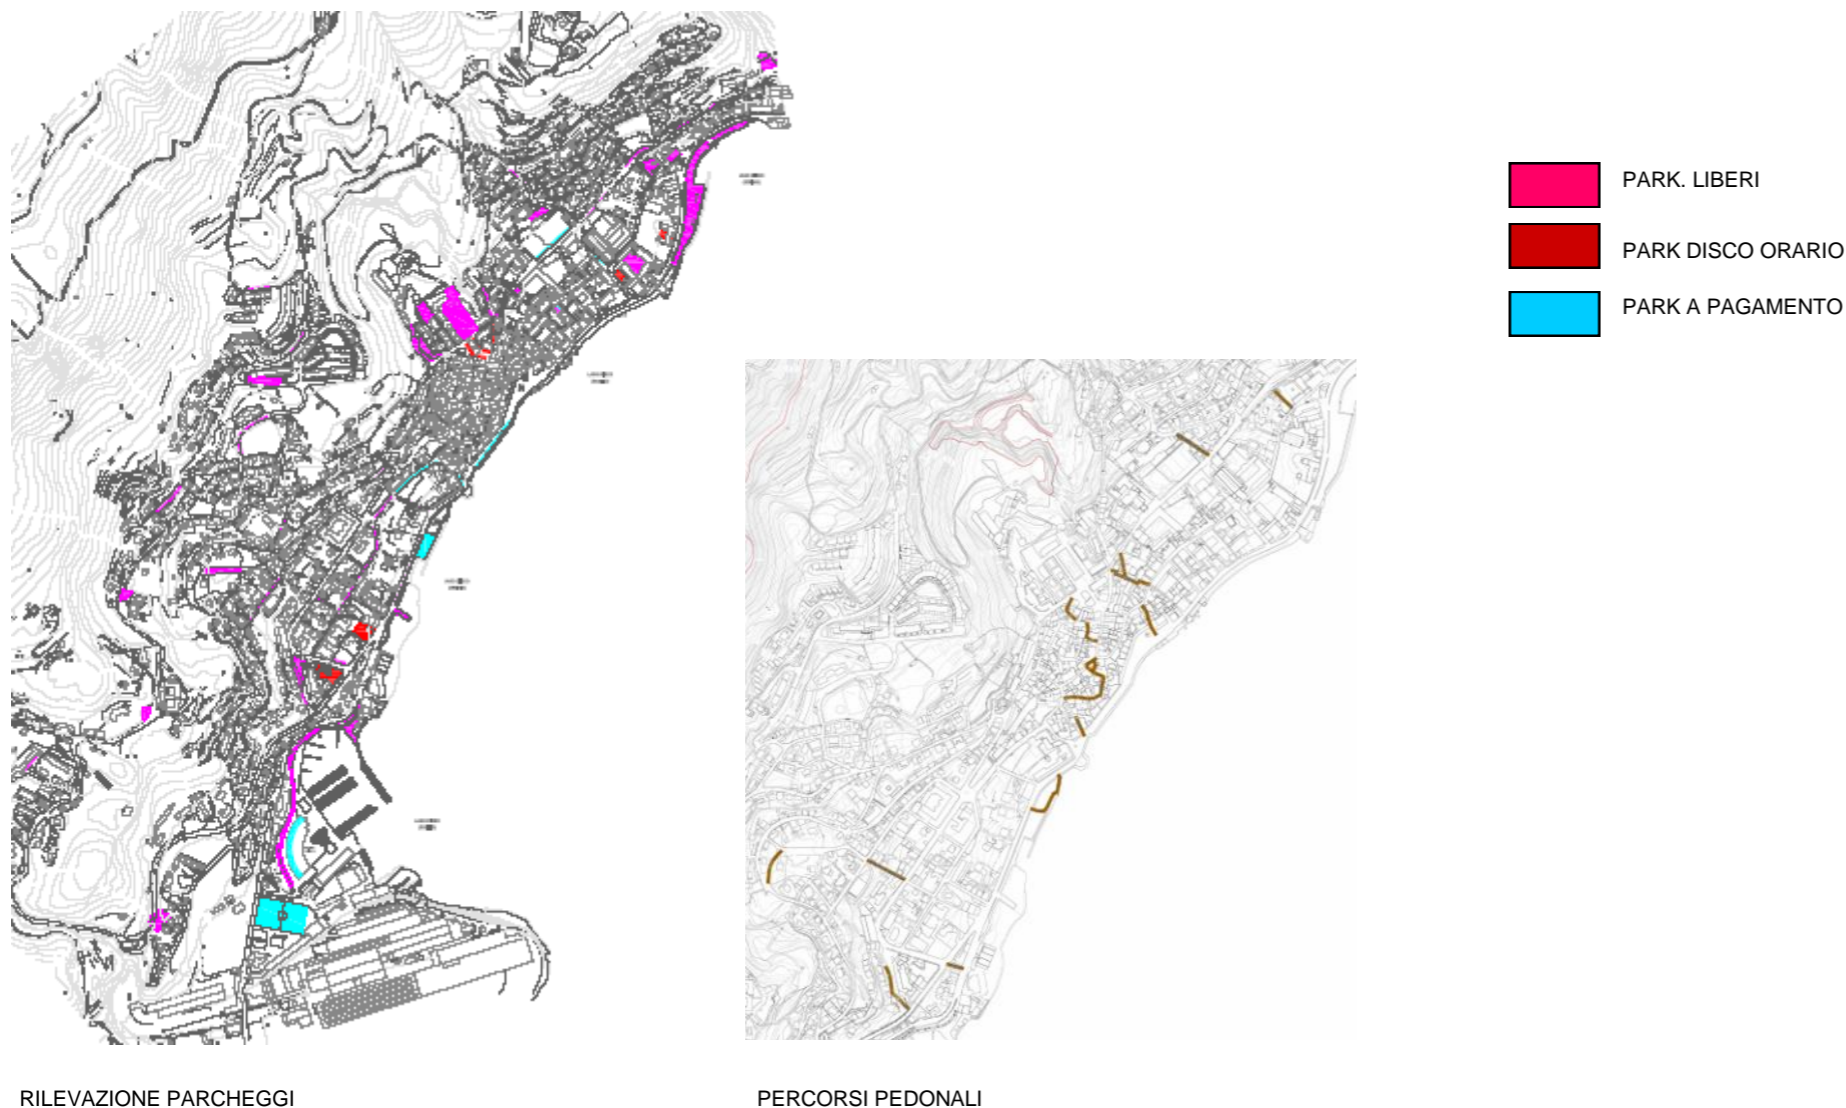 PARK. LIBERI
PARK DISCO ORARIO
PARK A PAGAMENTO
RILEVAZIONE PARCHEGGI
PERCORSI PEDONALI